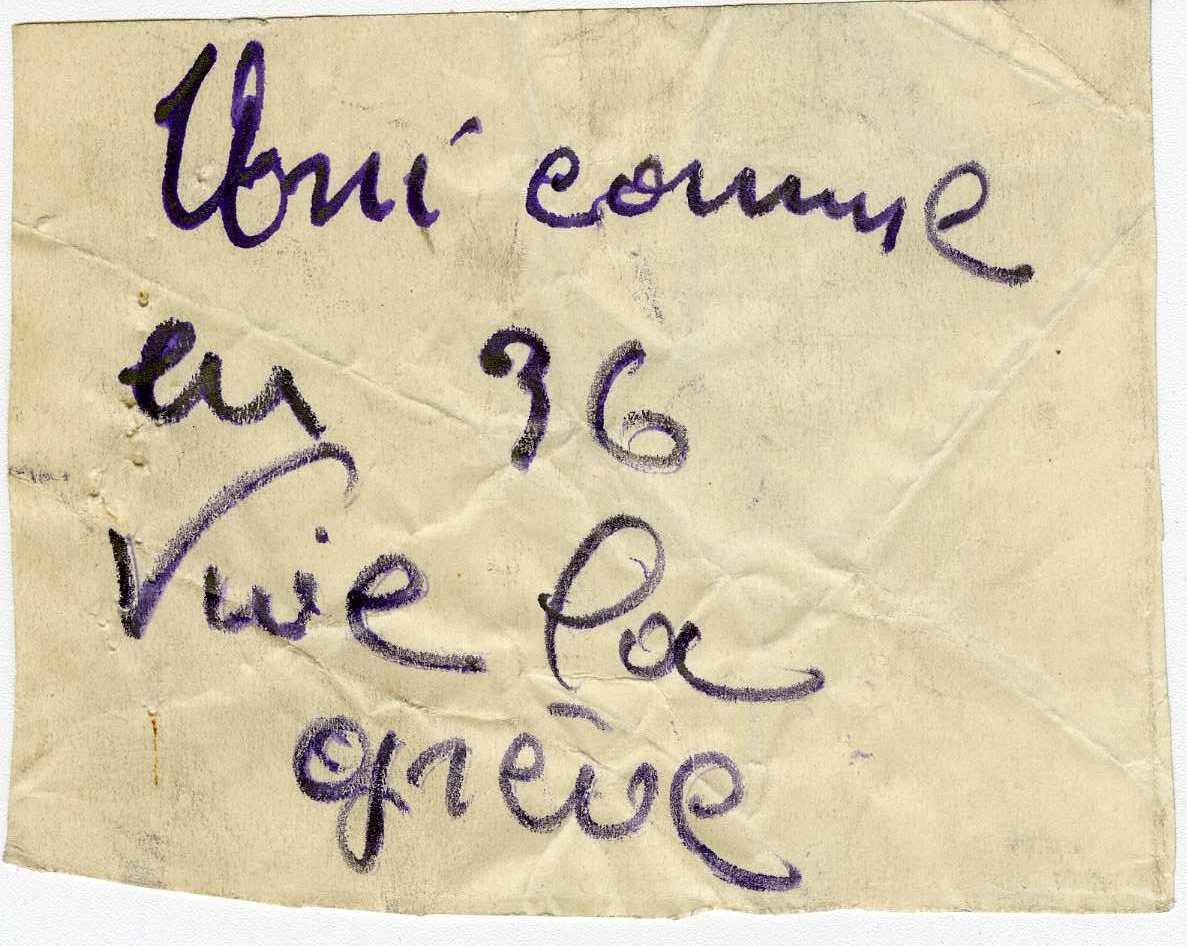 Uni comme
en 36
Vive la
grève